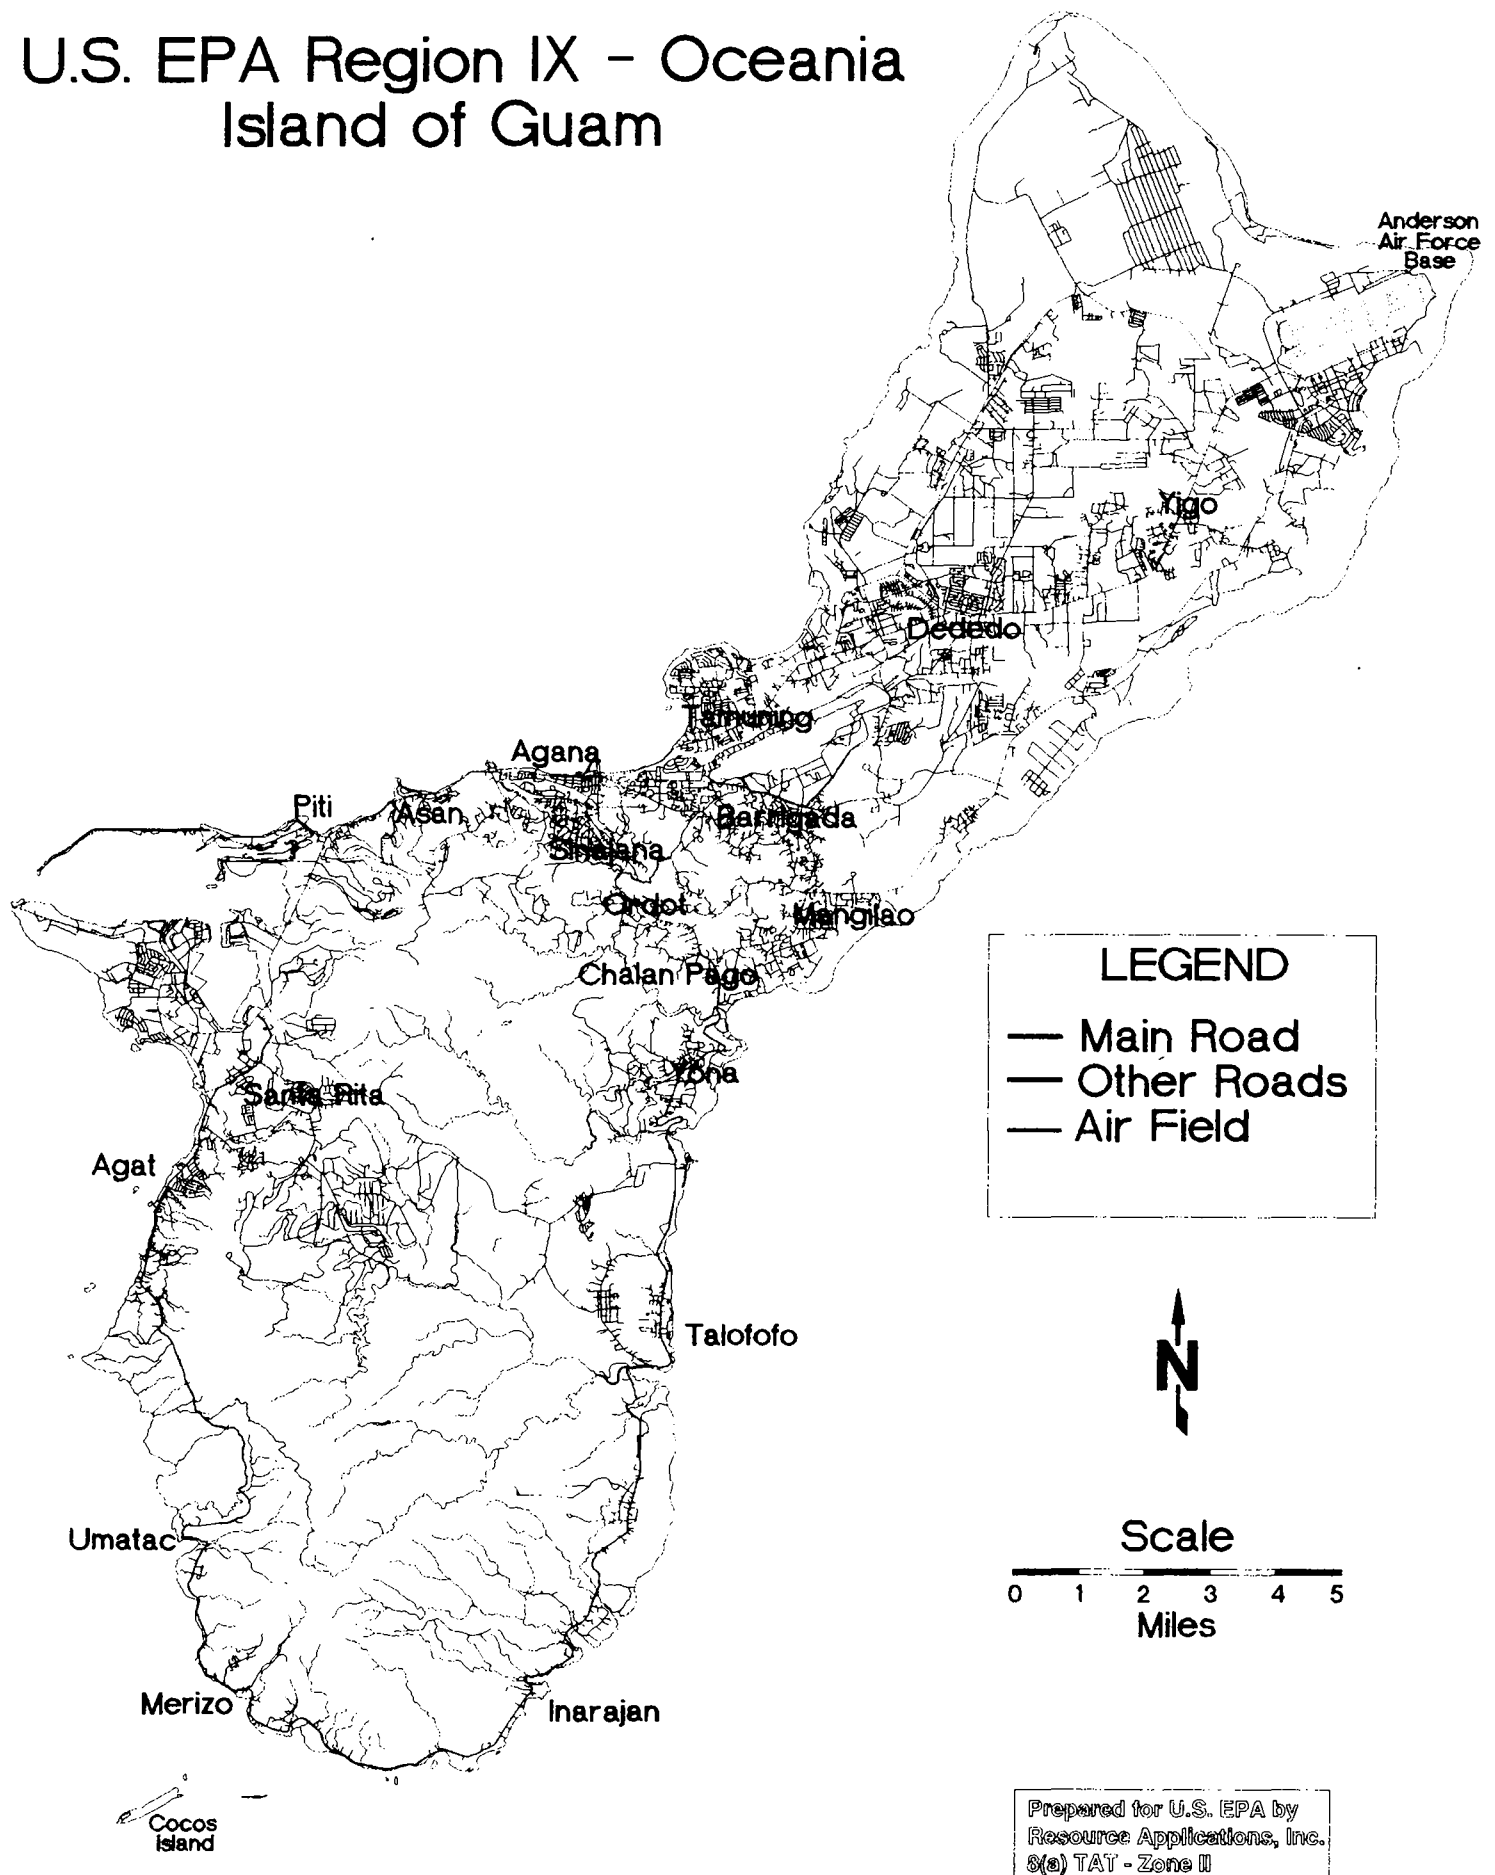 U.S. EPA Region IX - Oceania
Island of Guam
Anderson
Air Force
Base
Yigo
Dededo
Tamuning
Agana
Piti
Asan
Barrigada
Sinajana
Ordot
Mangilao
Chalan Pago
Yona
Santa Rita
Agat
Talofofo
Umatac
Merizo
Inarajan
Cocos
Island
LEGEND
Main Road
Other Roads
Air Field
N
Scale
0 1 2 3 4 5
Miles
Prepared for U.S. EPA by
Resource Applications, Inc.
8(a) TAT - Zone II